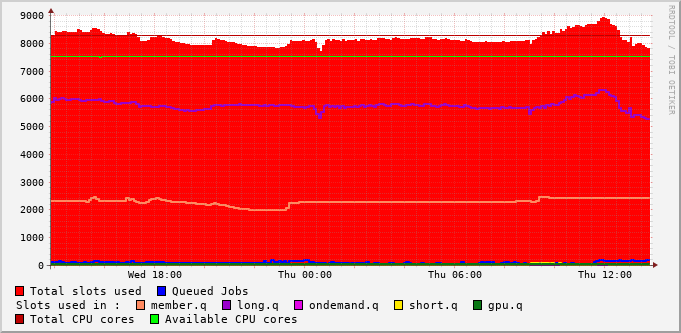 9000
8000
7000
6000
5000
4000
3000
2000
1000
0
Wed 18:00 Thu 00:00 Thu 06:00 Thu 12:00
RRDTOOL / TOBI OETIKER
Total slots used Queued Jobs
Slots used in : member.q long.q ondemand.q short.q gpu.q
Total CPU cores Available CPU cores